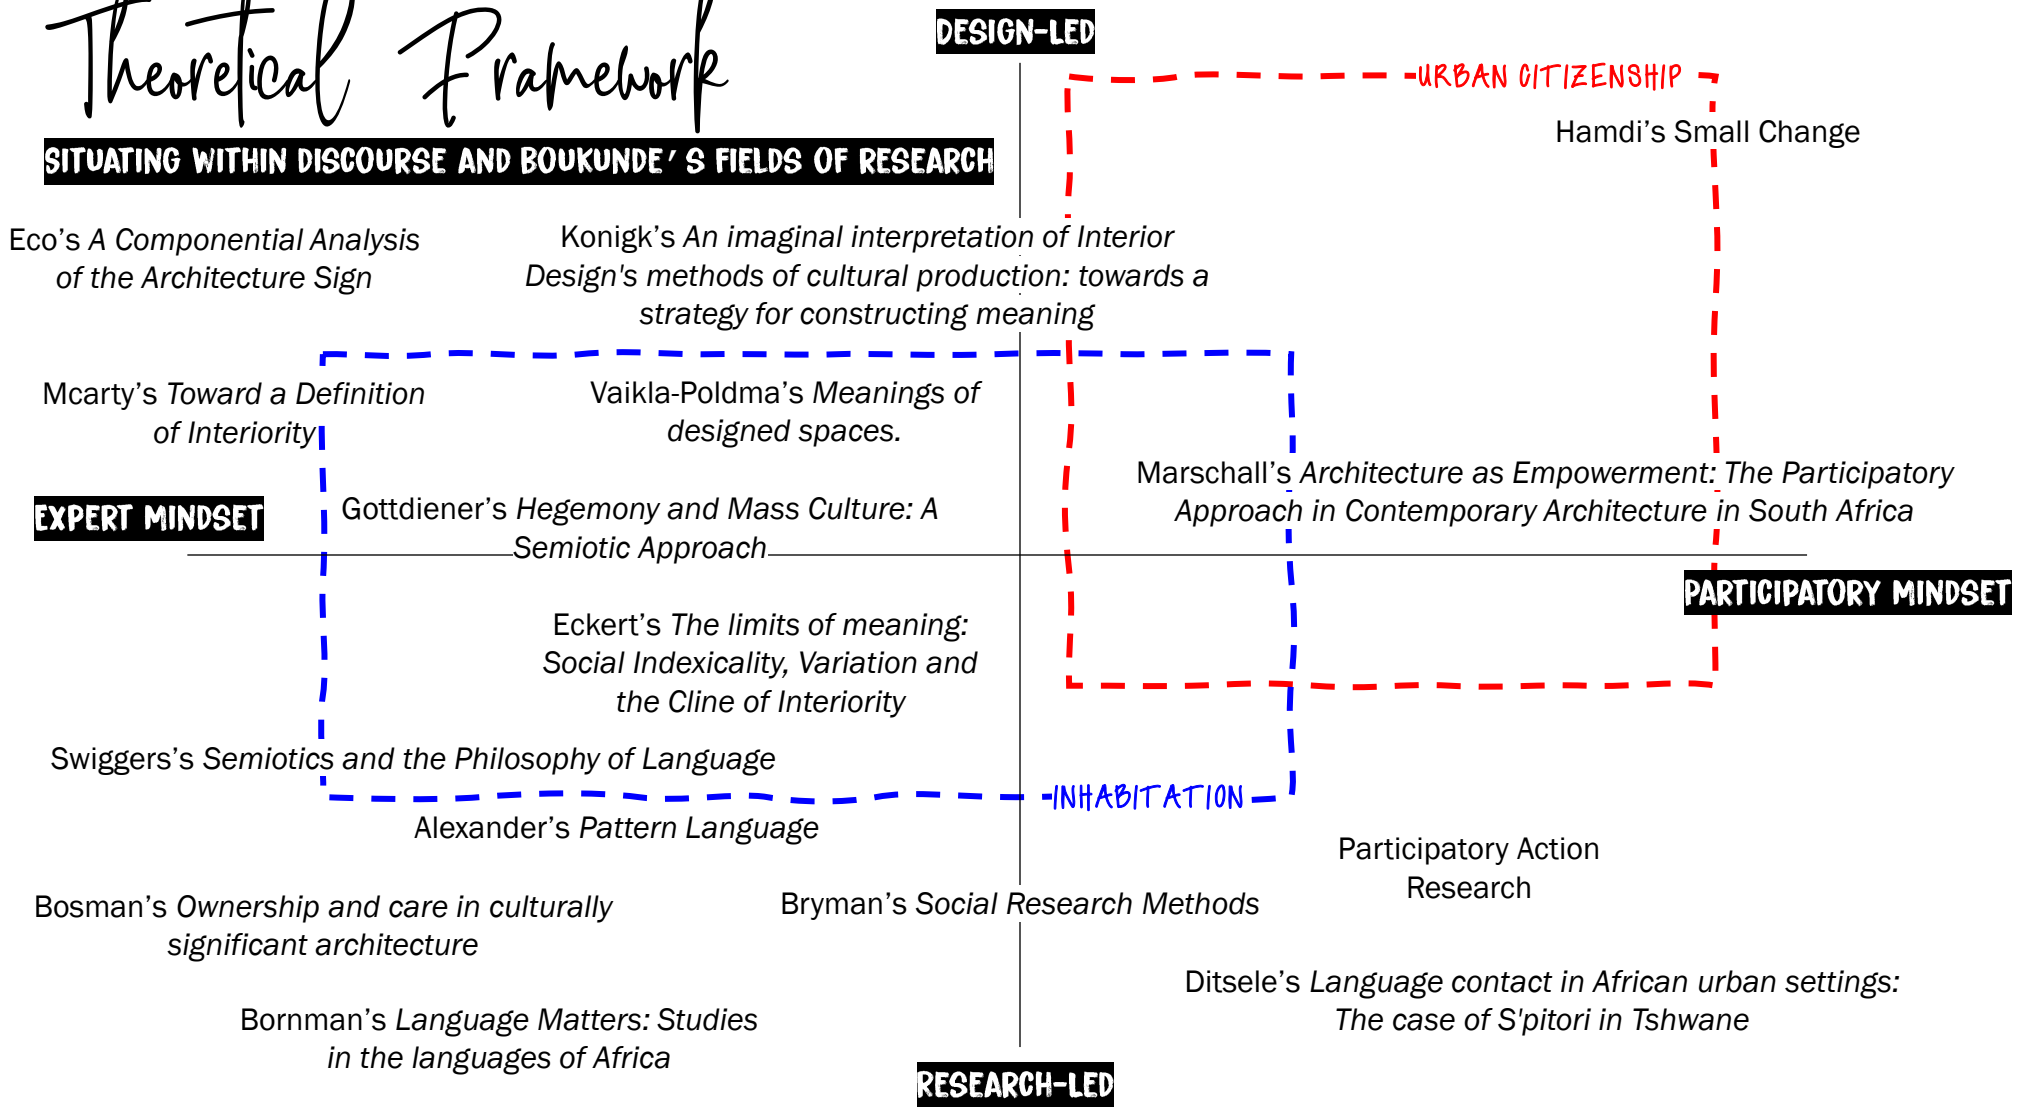 Theoretical Framework
SITUATING WITHIN DISCOURSE AND BOUKUNDE'S FIELDS OF RESEARCH
DESIGN-LED
URBAN CITIZENSHIP
Hamdi’s Small Change
Eco’s A Componential Analysis
of the Architecture Sign
Konigk’s An imaginal interpretation of Interior
Design's methods of cultural production: towards a
strategy for constructing meaning
Mcarty’s Toward a Definition
of Interiority
Vaikla-Poldma’s Meanings of
designed spaces.
Marschall’s Architecture as Empowerment: The Participatory
Approach in Contemporary Architecture in South Africa
EXPERT MINDSET
Gottdiener’s Hegemony and Mass Culture: A
Semiotic Approach
PARTICIPATORY MINDSET
Eckert’s The limits of meaning:
Social Indexicality, Variation and
the Cline of Interiority
Swiggers’s Semiotics and the Philosophy of Language
INHABITATION
Alexander’s Pattern Language
Participatory Action
Research
Bosman’s Ownership and care in culturally
significant architecture
Bryman’s Social Research Methods
Ditsele’s Language contact in African urban settings:
The case of S'pitori in Tshwane
Bornman’s Language Matters: Studies
in the languages of Africa
RESEARCH-LED